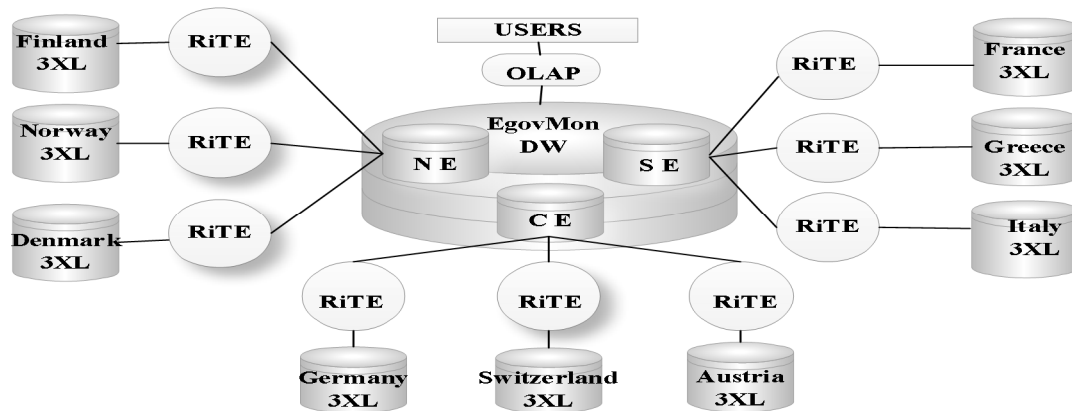 USERS
OLAP
EgovMon
DW
N E
S E
C E
Finland
3XL
RiTE
Norway
3XL
RiTE
Denmark
3XL
RiTE
RiTE
France
3XL
RiTE
Greece
3XL
RiTE
Italy
3XL
RiTE
RiTE
RiTE
Germany
3XL
Switzerland
3XL
Austria
3XL